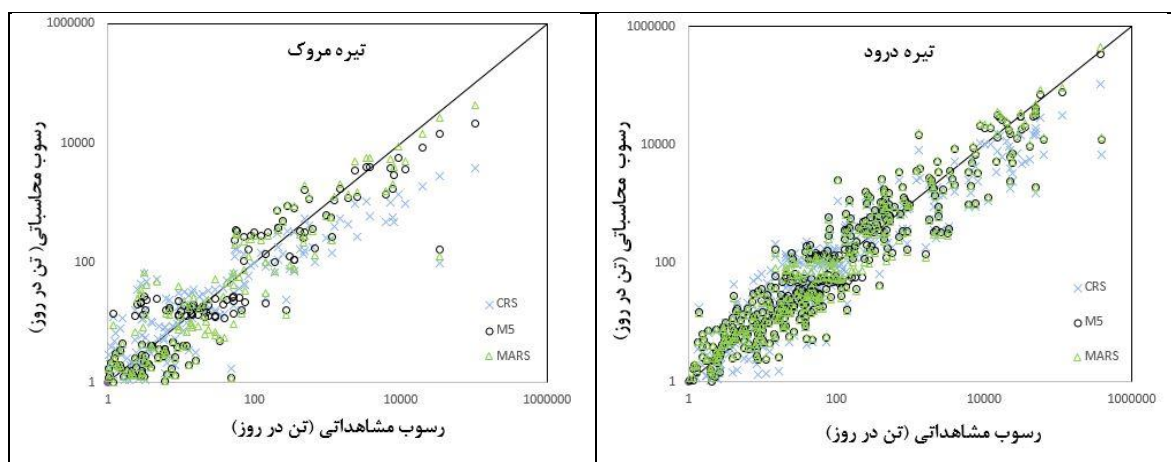 تیره مروک
1000000
10000
100
1
1
100
10000
1000000
رسوب محاسباتی( تن در روز)
رسوب مشاهداتی (تن در روز)
CRS
M5
MARS
تیره درود
1000000
10000
100
1
1
100
10000
1000000
رسوب محاسباتی (تن در روز)
رسوب مشاهداتی (تن در روز)
CRS
M5
MARS